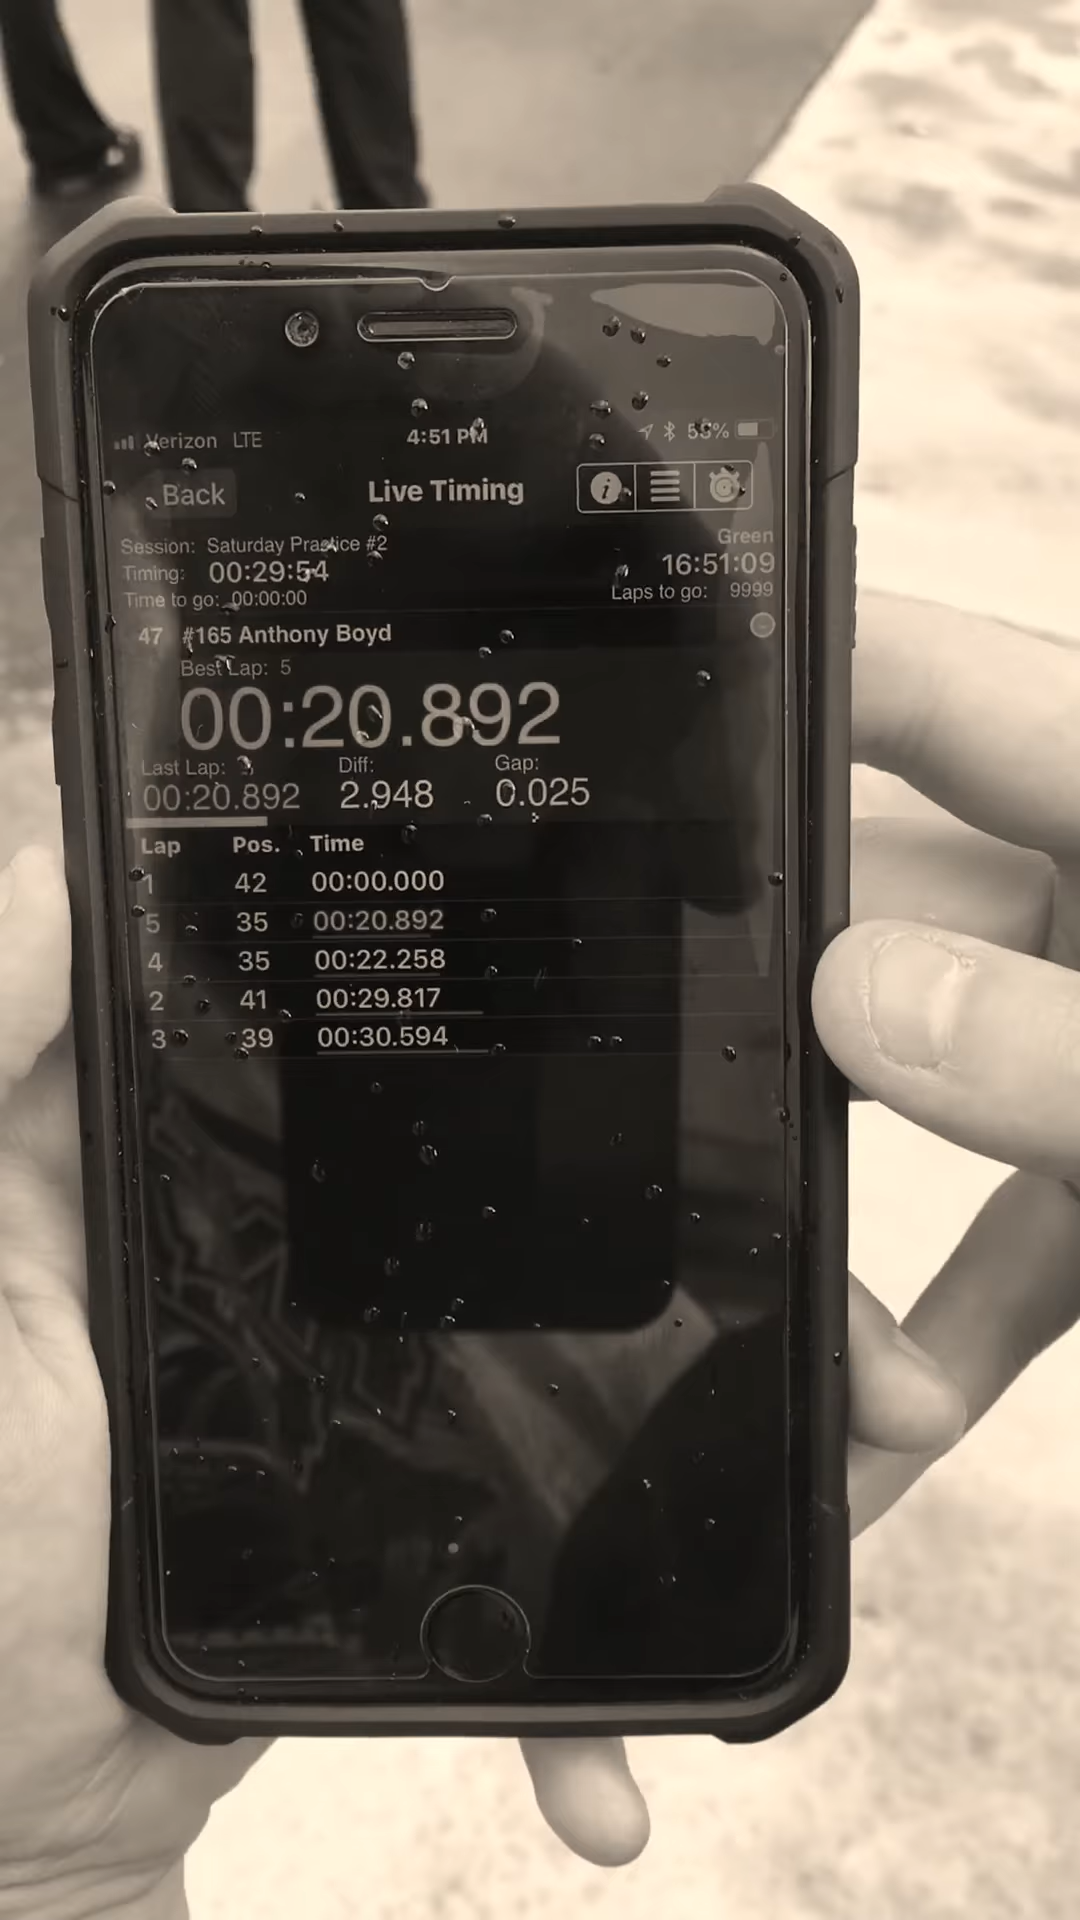 Verizon LTE 4:51 PM
Back Live Timing
Green
Session: Saturday Practice #2
Timing: 00:29:54 16:51:09
Time to go: 00:00:00 Laps to go: 9999
47 #165 Anthony Boyd
Best Lap: 5
00:20.892
Last Lap: Diff: Gap:
00:20.892 2.948 0.025
Lap Pos. Time
1 42 00:00.000
5 35 00:20.892
4 35 00:22.258
2 41 00:29.817
3 39 00:30.594